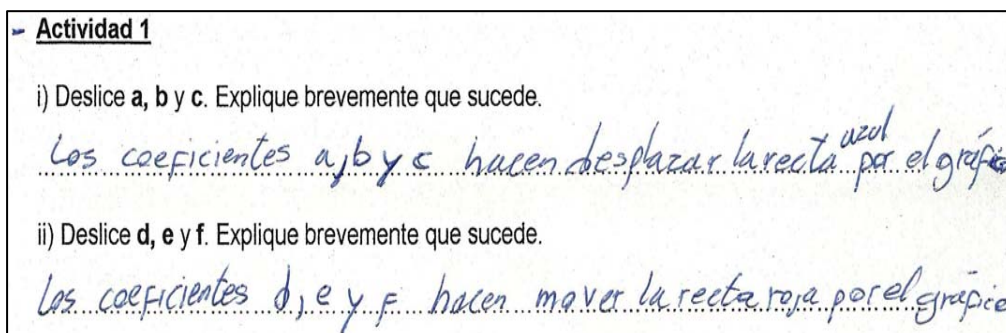 - Actividad 1
i) Deslice a, b y c. Explique brevemente que sucede.
Los coeficientes a, b y c hacen desplazar la recta azul por el gráfico
ii) Deslice d, e y f. Explique brevemente que sucede.
Los coeficientes d, e y f hacen mover la recta roja por el gráfico